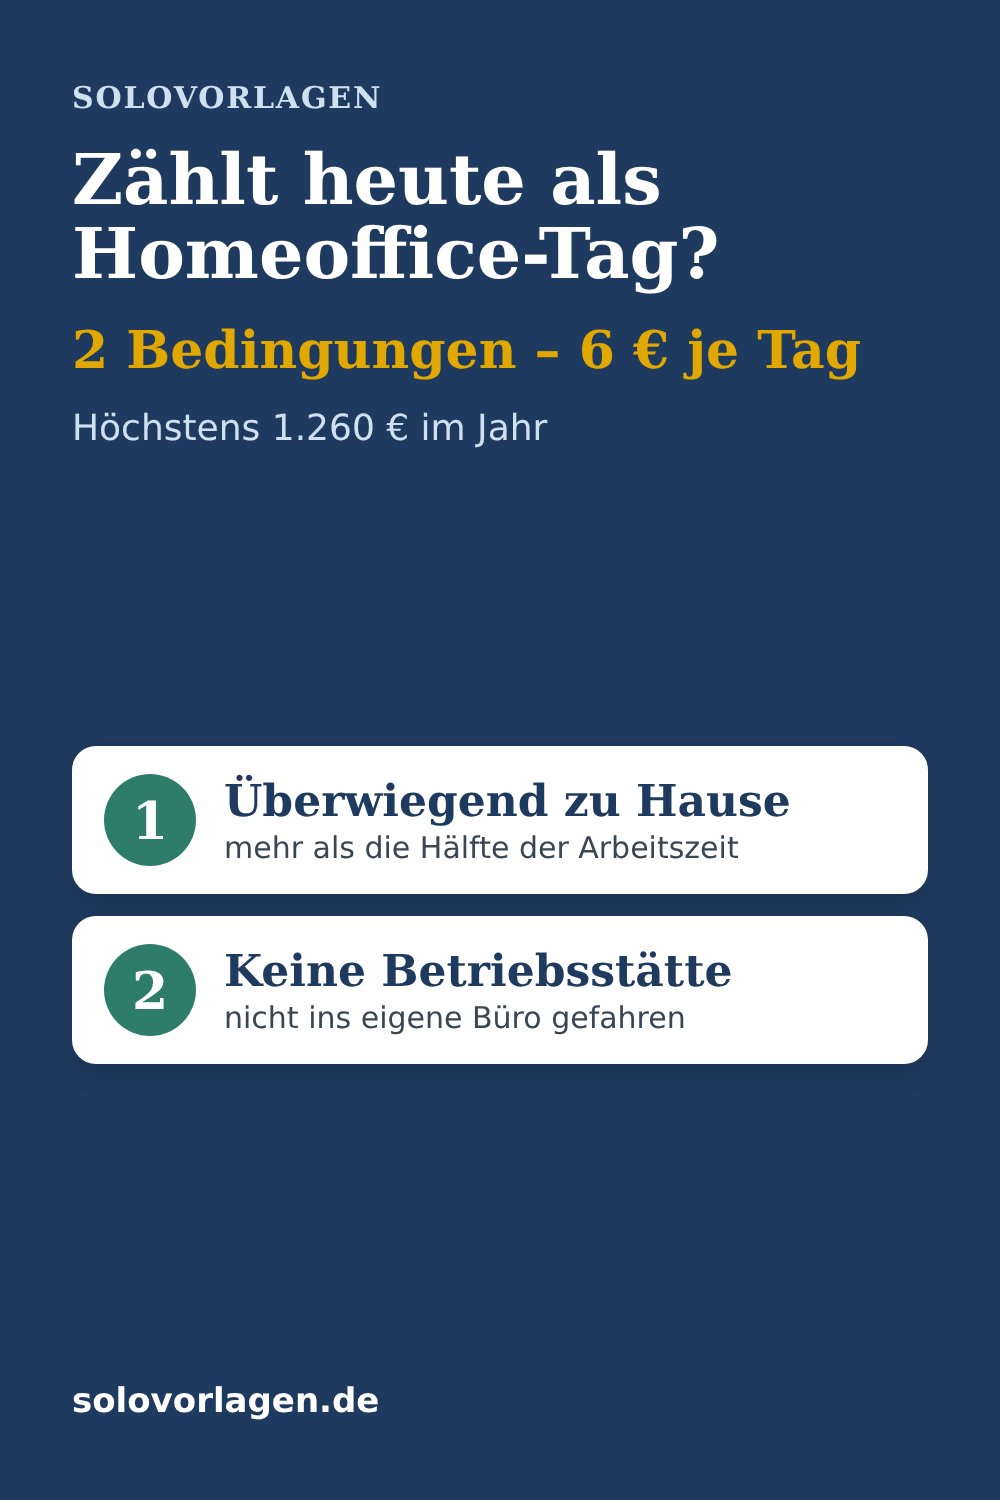 SOLOVORLAGEN
Zählt heute als
Homeoffice-Tag?
2 Bedingungen – 6 € je Tag
Höchstens 1.260 € im Jahr
1
Überwiegend zu Hause
mehr als die Hälfte der Arbeitszeit
2
Keine Betriebsstätte
nicht ins eigene Büro gefahren
solovorlagen.de